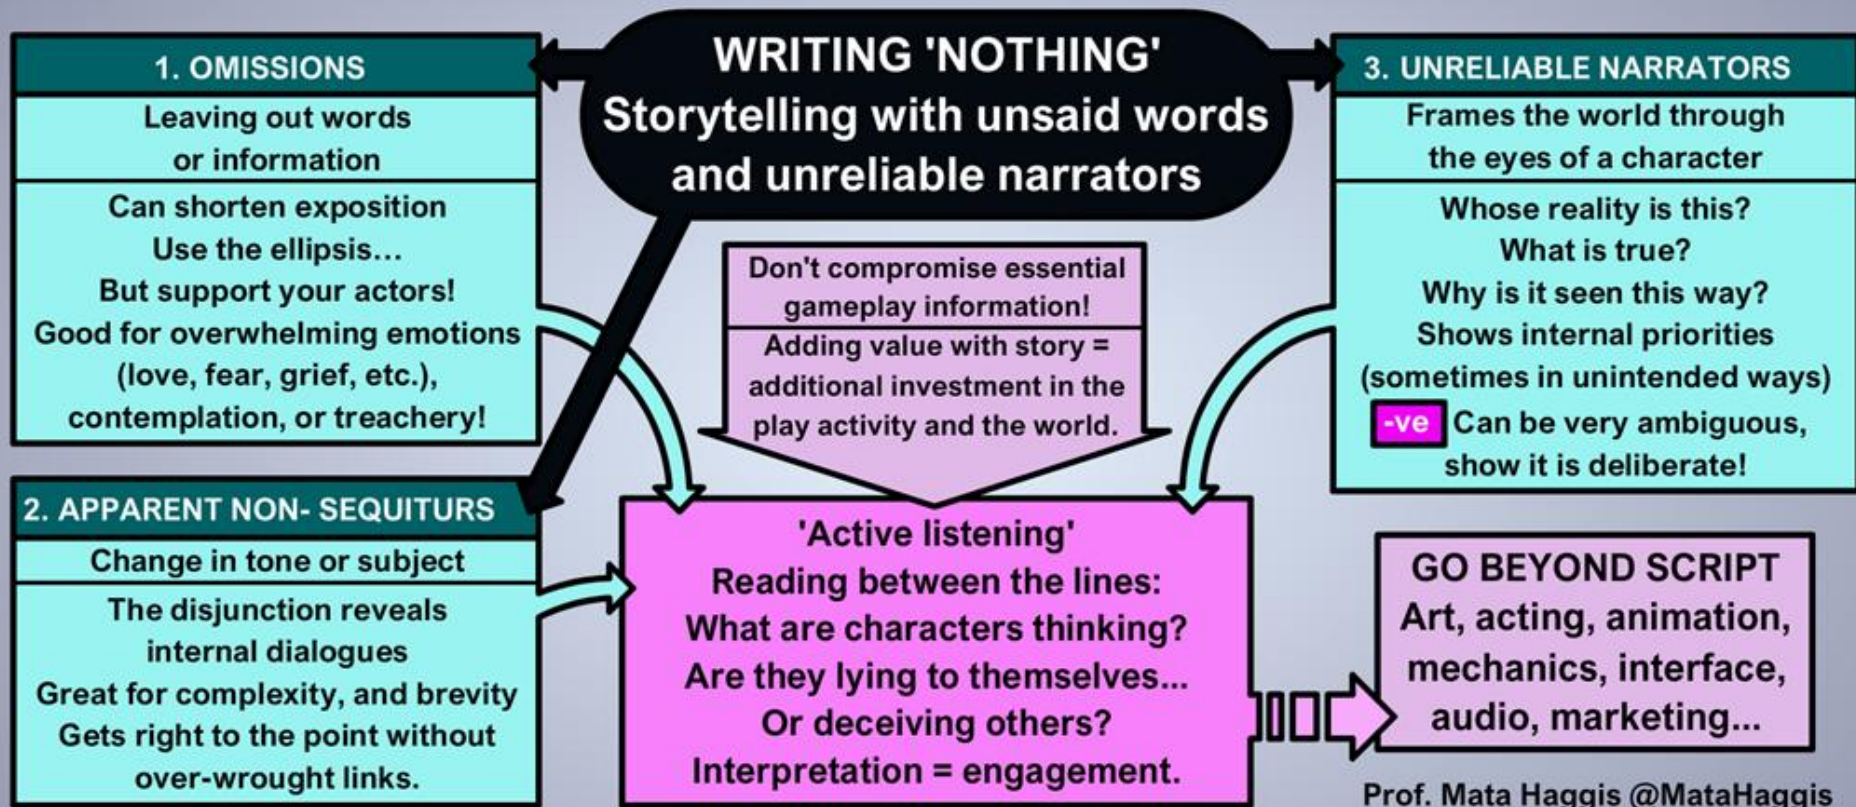 WRITING 'NOTHING'
Storytelling with unsaid words
and unreliable narrators
1. OMISSIONS
Leaving out words
or information
Can shorten exposition
Use the ellipsis...
But support your actors!
Good for overwhelming emotions
(love, fear, grief, etc.),
contemplation, or treachery!
2. APPARENT NON- SEQUITURS
Change in tone or subject
The disjunction reveals
internal dialogues
Great for complexity, and brevity
Gets right to the point without
over-wrought links.
3. UNRELIABLE NARRATORS
Frames the world through
the eyes of a character
Whose reality is this?
What is true?
Why is it seen this way?
Shows internal priorities
(sometimes in unintended ways)
-ve Can be very ambiguous,
show it is deliberate!
Don't compromise essential
gameplay information!
Adding value with story =
additional investment in the
play activity and the world.
'Active listening'
Reading between the lines:
What are characters thinking?
Are they lying to themselves...
Or deceiving others?
Interpretation = engagement.
GO BEYOND SCRIPT
Art, acting, animation,
mechanics, interface,
audio, marketing...
Prof. Mata Haggis @MataHaggis